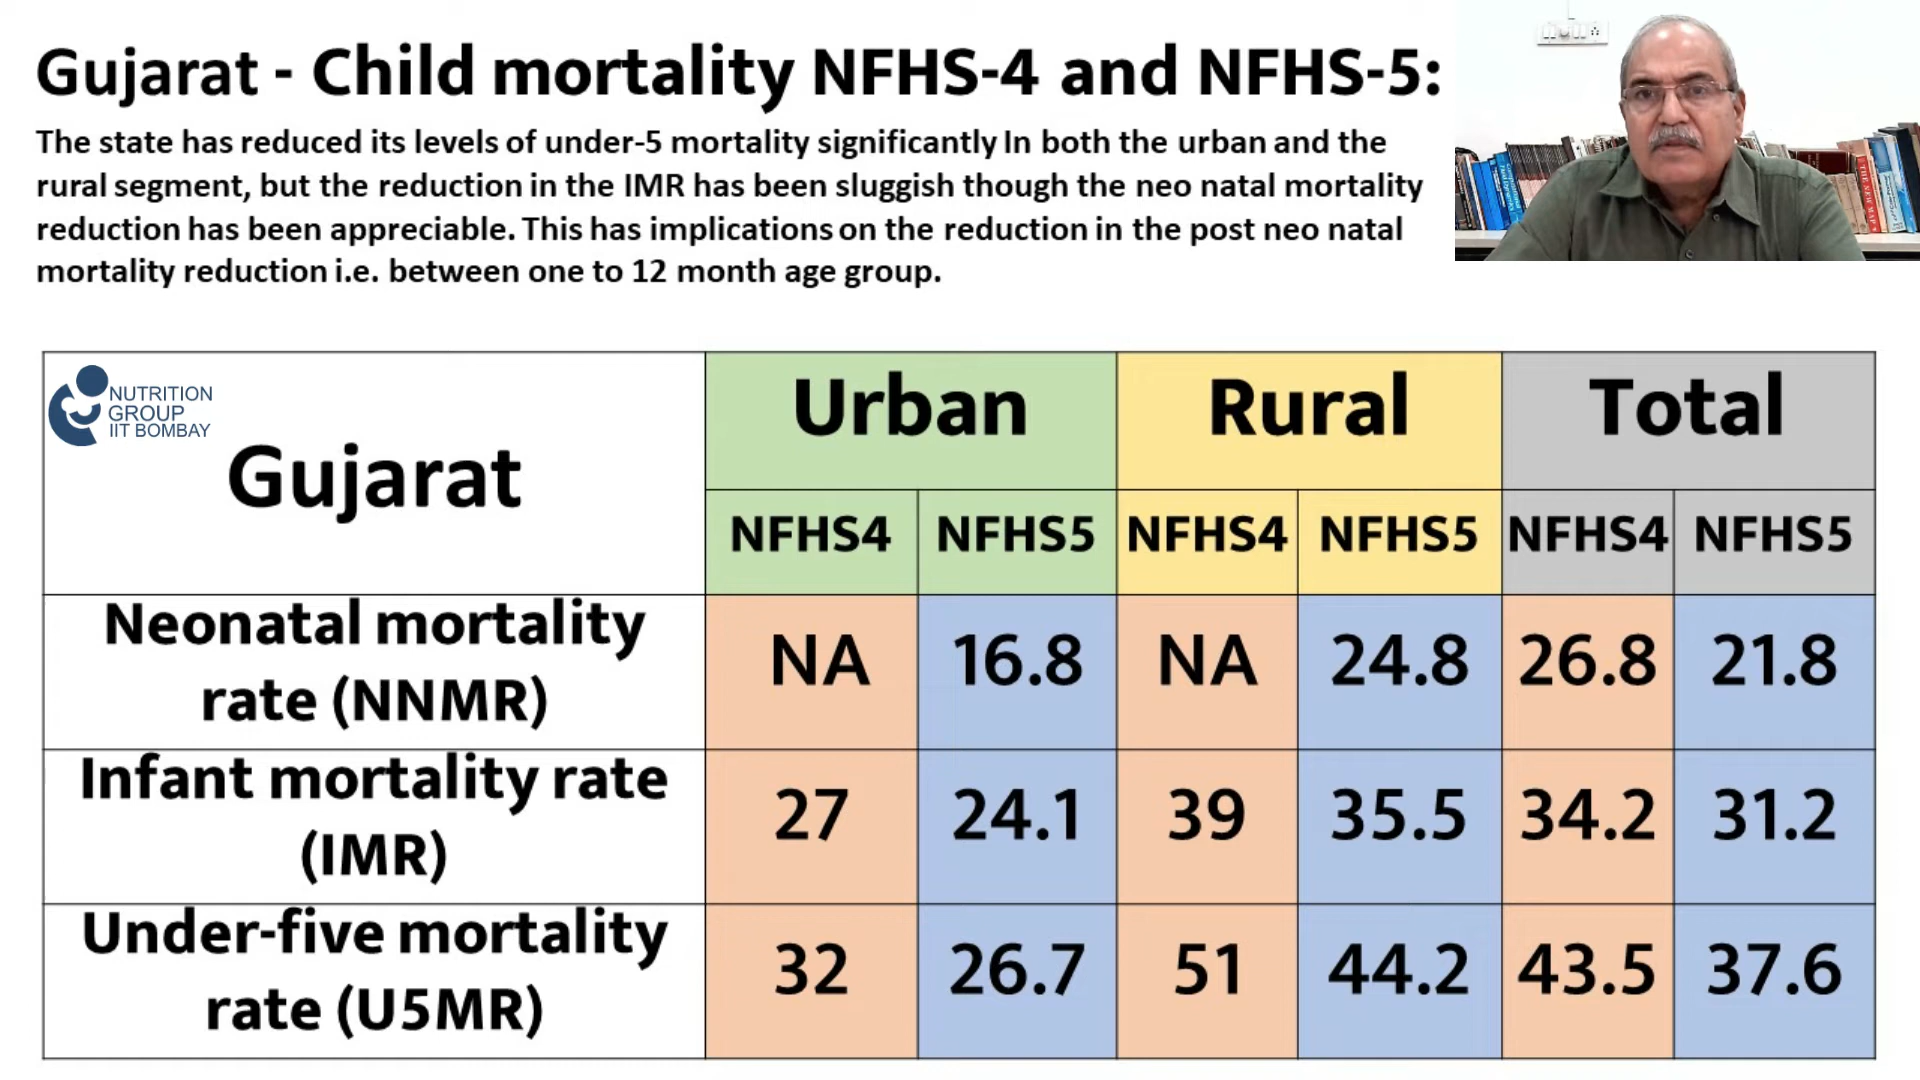 Gujarat - Child mortality NFHS-4 and NFHS-5:
The state has reduced its levels of under-5 mortality significantly In both the urban and the
rural segment, but the reduction in the IMR has been sluggish though the neo natal mortality
reduction has been appreciable. This has implications on the reduction in the post neo natal
mortality reduction i.e. between one to 12 month age group.
NUTRITION
GROUP
IIT BOMBAY
Gujarat
Urban Rural Total
NFHS4 NFHS5 NFHS4 NFHS5 NFHS4 NFHS5
Neonatal mortality
rate (NNMR)
NA 16.8 NA 24.8 26.8 21.8
Infant mortality rate
(IMR)
27 24.1 39 35.5 34.2 31.2
Under-five mortality
rate (U5MR)
32 26.7 51 44.2 43.5 37.6